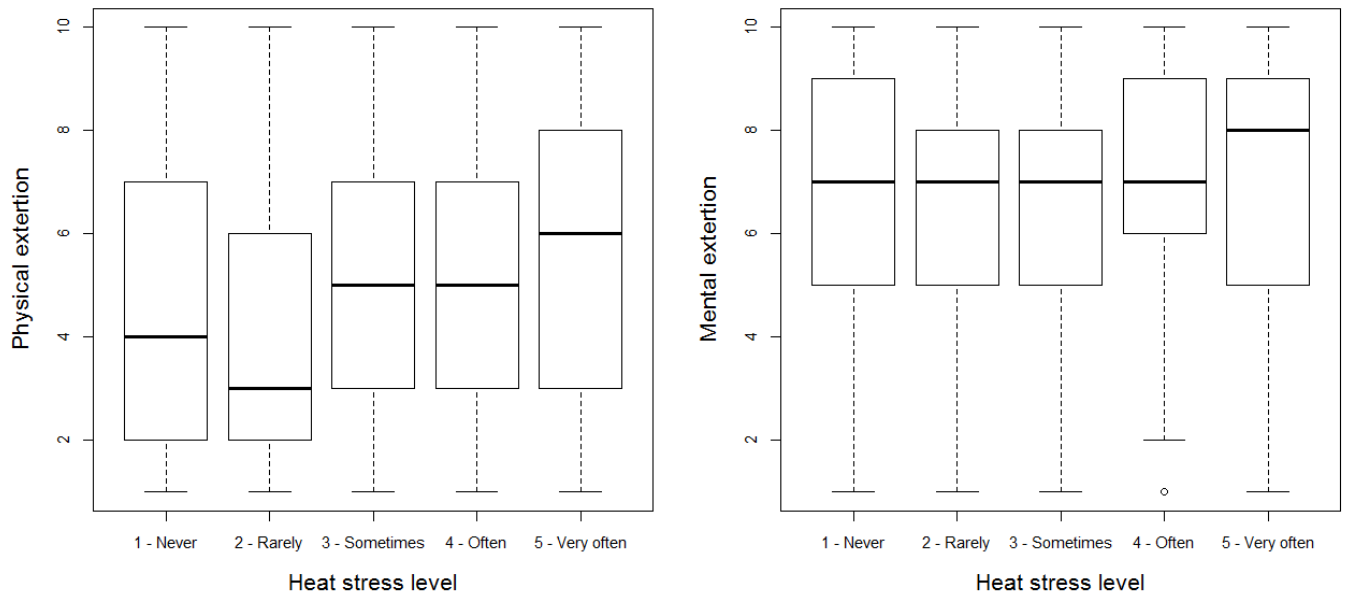 Physical extertion
10
8
6
4
2
1 - Never 2 - Rarely 3 - Sometimes 4 - Often 5 - Very often
Heat stress level
Mental extertion
10
8
6
4
2
1 - Never 2 - Rarely 3 - Sometimes 4 - Often 5 - Very often
Heat stress level